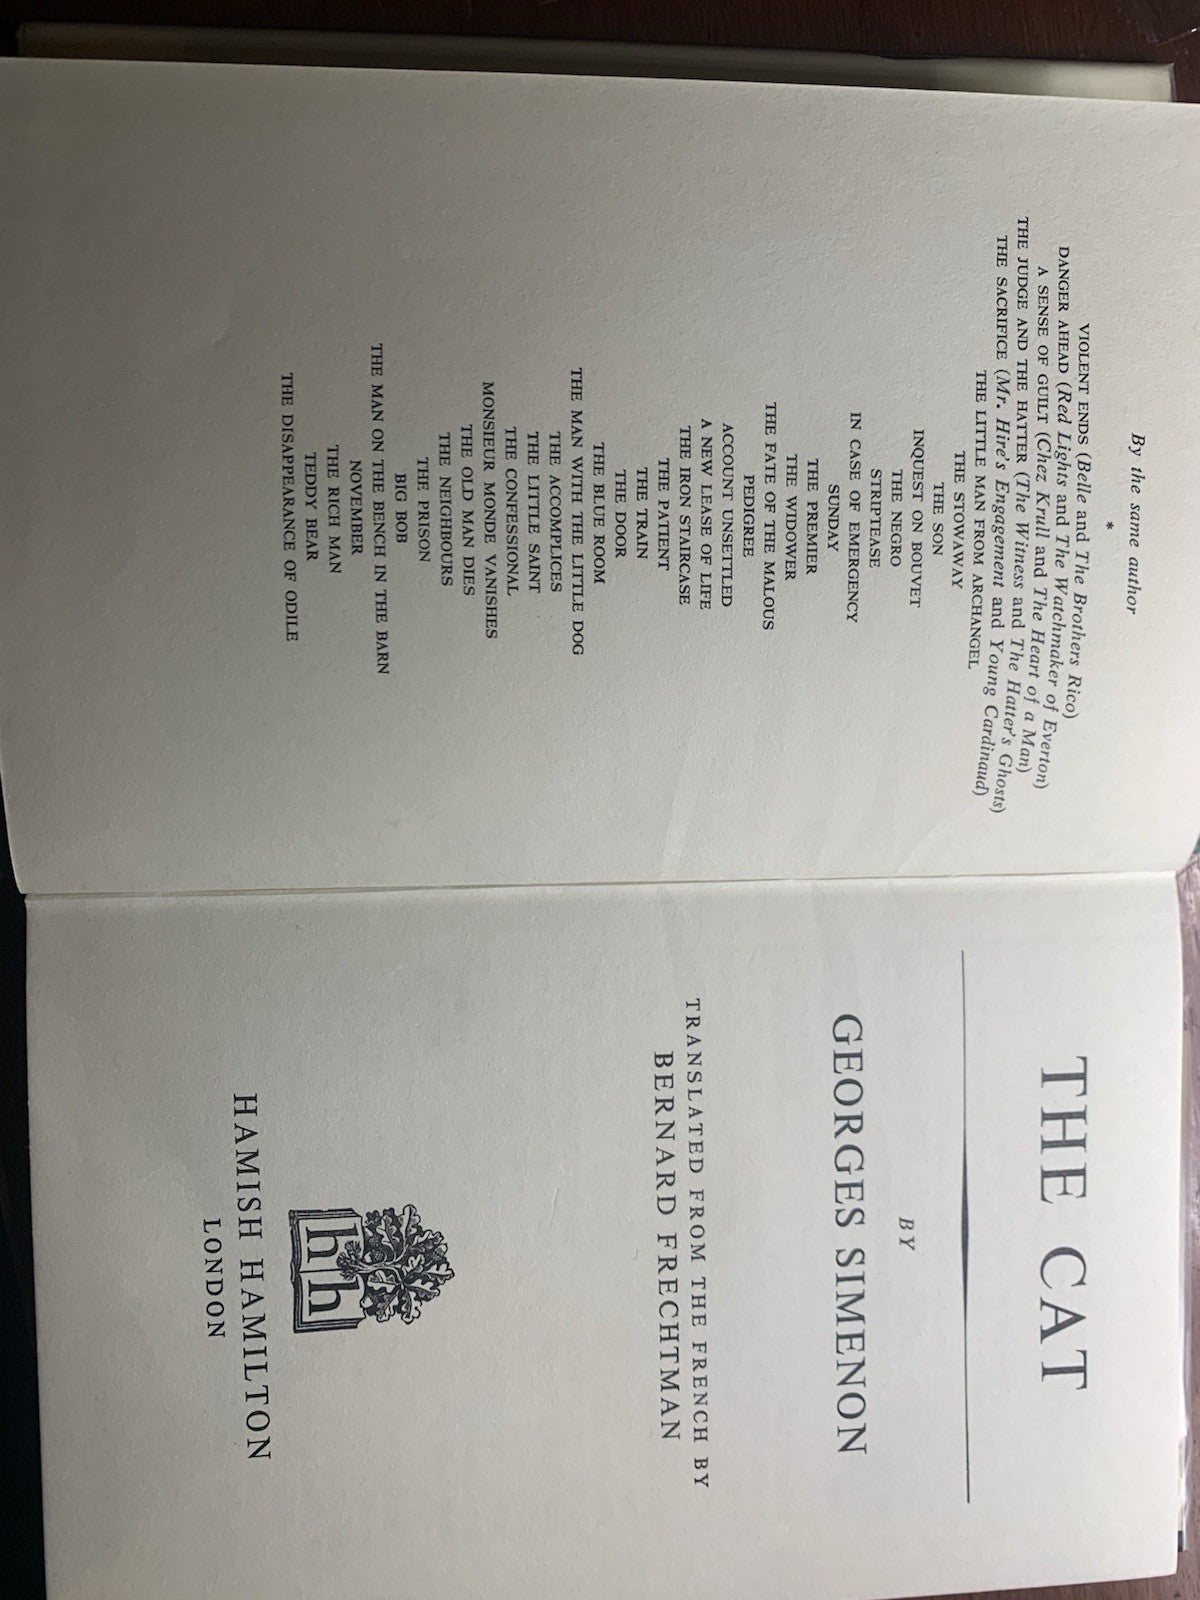 By the same author
*
VIOLENT ENDS (Belle and The Brothers Rico)
DANGER AHEAD (Red Lights and The Watchmaker of Everton)
A SENSE OF GUILT (Chez Krull and The Heart of a Man)
THE JUDGE AND THE HATTER (The Witness and The Hatter's Ghosts)
THE SACRIFICE (Mr. Hire's Engagement and Young Cardinaud)
THE LITTLE MAN FROM ARCHANGEL
THE STOWAWAY
THE SON
INQUEST ON BOUVET
THE NEGRO
STRIPTEASE
IN CASE OF EMERGENCY
SUNDAY
THE PREMIER
THE WIDOWER
THE FATE OF THE MALOUS
PEDIGREE
ACCOUNT UNSETTLED
A NEW LEASE OF LIFE
THE IRON STAIRCASE
THE PATIENT
THE TRAIN
THE DOOR
THE BLUE ROOM
THE MAN WITH THE LITTLE DOG
THE ACCOMPLICES
THE LITTLE SAINT
THE CONFESSIONAL
MONSIEUR MONDE VANISHES
THE OLD MAN DIES
THE NEIGHBOURS
THE PRISON
BIG BOB
THE MAN ON THE BENCH IN THE BARN
NOVEMBER
THE RICH MAN
TEDDY BEAR
THE DISAPPEARANCE OF ODILE
THE CAT
BY
GEORGES SIMENON
TRANSLATED FROM THE FRENCH BY
BERNARD FRECHTMAN
hh
HAMISH HAMILTON
LONDON